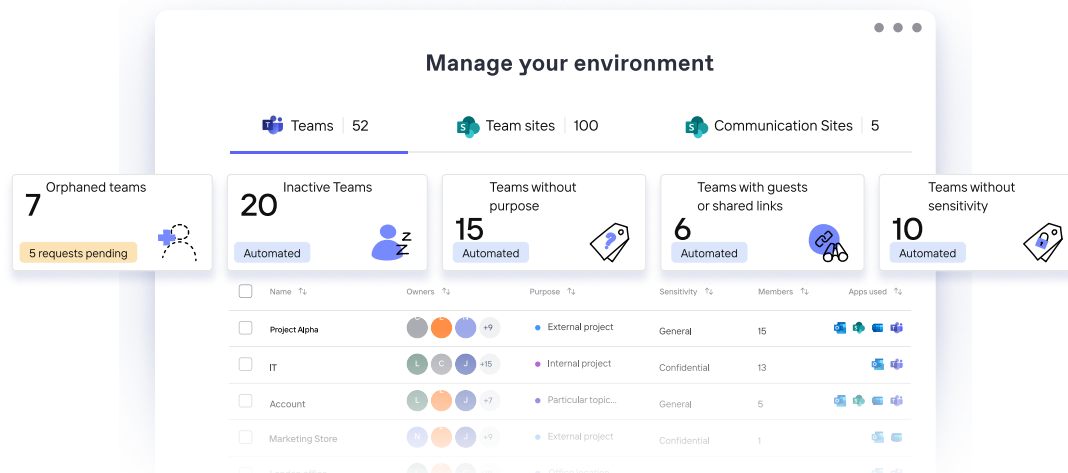 Manage your environment
Teams 52
Team sites 100
Communication Sites 5
Orphaned teams
7
5 requests pending
Inactive Teams
20
Automated
Teams without
purpose
15
Automated
Teams with guests
or shared links
6
Automated
Teams without
sensitivity
10
Automated
Name Owners Purpose Sensitivity Members Apps used
Project Alpha +9 External project General 15
IT L C J +15 Internal project Confidential 13
Account L J +7 Particular topic... General 5
Marketing Store N J +9 External project Confidential 1